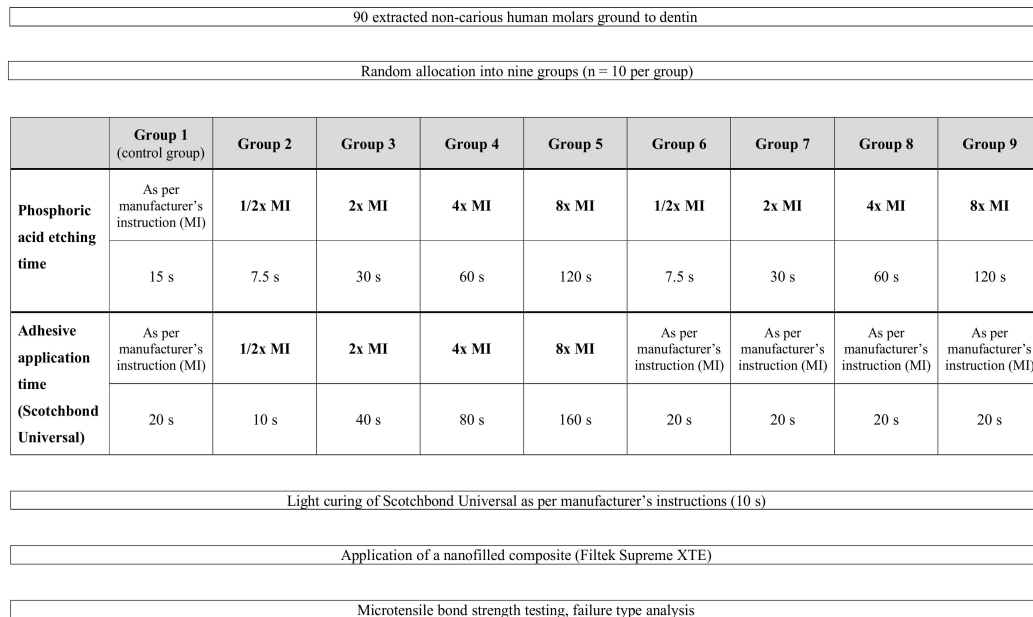 90 extracted non-carious human molars ground to dentin
Random allocation into nine groups (n = 10 per group)
Group 1 (control group) Group 2 Group 3 Group 4 Group 5 Group 6 Group 7 Group 8 Group 9
Phosphoric acid etching time
As per manufacturer's instruction (MI) 1/2x MI 2x MI 4x MI 8x MI 1/2x MI 2x MI 4x MI 8x MI
15 s 7.5 s 30 s 60 s 120 s 7.5 s 30 s 60 s 120 s
Adhesive application time (Scotchbond Universal)
As per manufacturer's instruction (MI) 1/2x MI 2x MI 4x MI 8x MI As per manufacturer's instruction (MI) As per manufacturer's instruction (MI) As per manufacturer's instruction (MI) As per manufacturer's instruction (MI)
20 s 10 s 40 s 80 s 160 s 20 s 20 s 20 s 20 s
Light curing of Scotchbond Universal as per manufacturer's instructions (10 s)
Application of a nanofilled composite (Filtek Supreme XTE)
Microtensile bond strength testing, failure type analysis